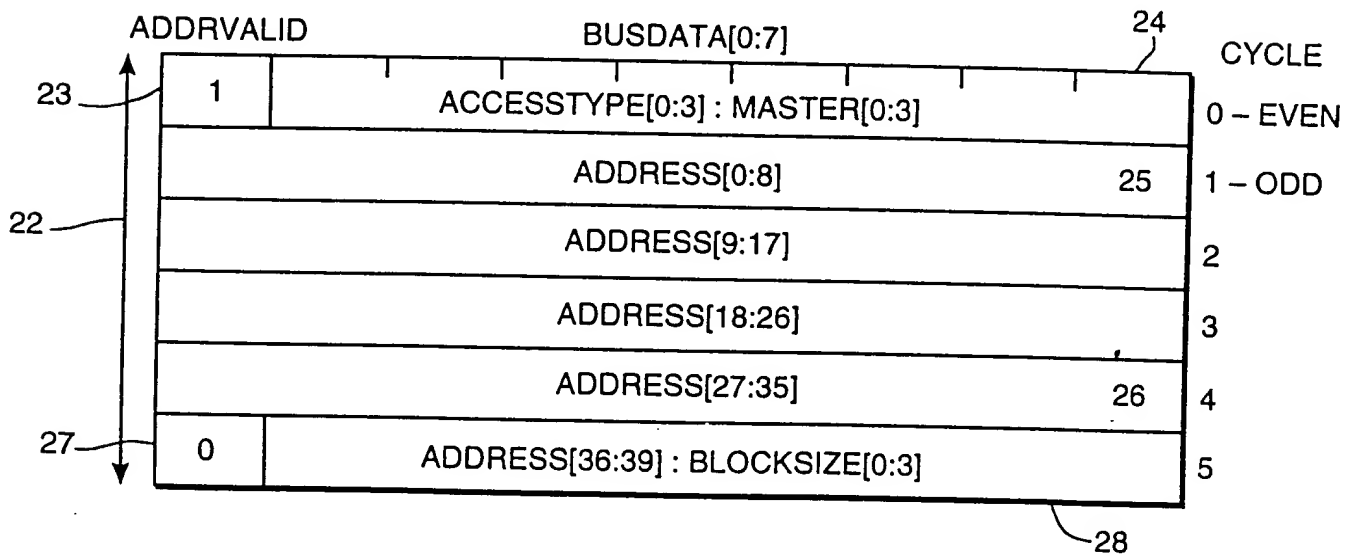 ADDRVALID BUSDATA[0:7] 24 CYCLE
23 1 ACCESSTYPE[0:3] : MASTER[0:3] 0 – EVEN
ADDRESS[0:8] 25 1 – ODD
22 ADDRESS[9:17] 2
ADDRESS[18:26] 3
ADDRESS[27:35] 26 4
27 0 ADDRESS[36:39] : BLOCKSIZE[0:3] 5
28